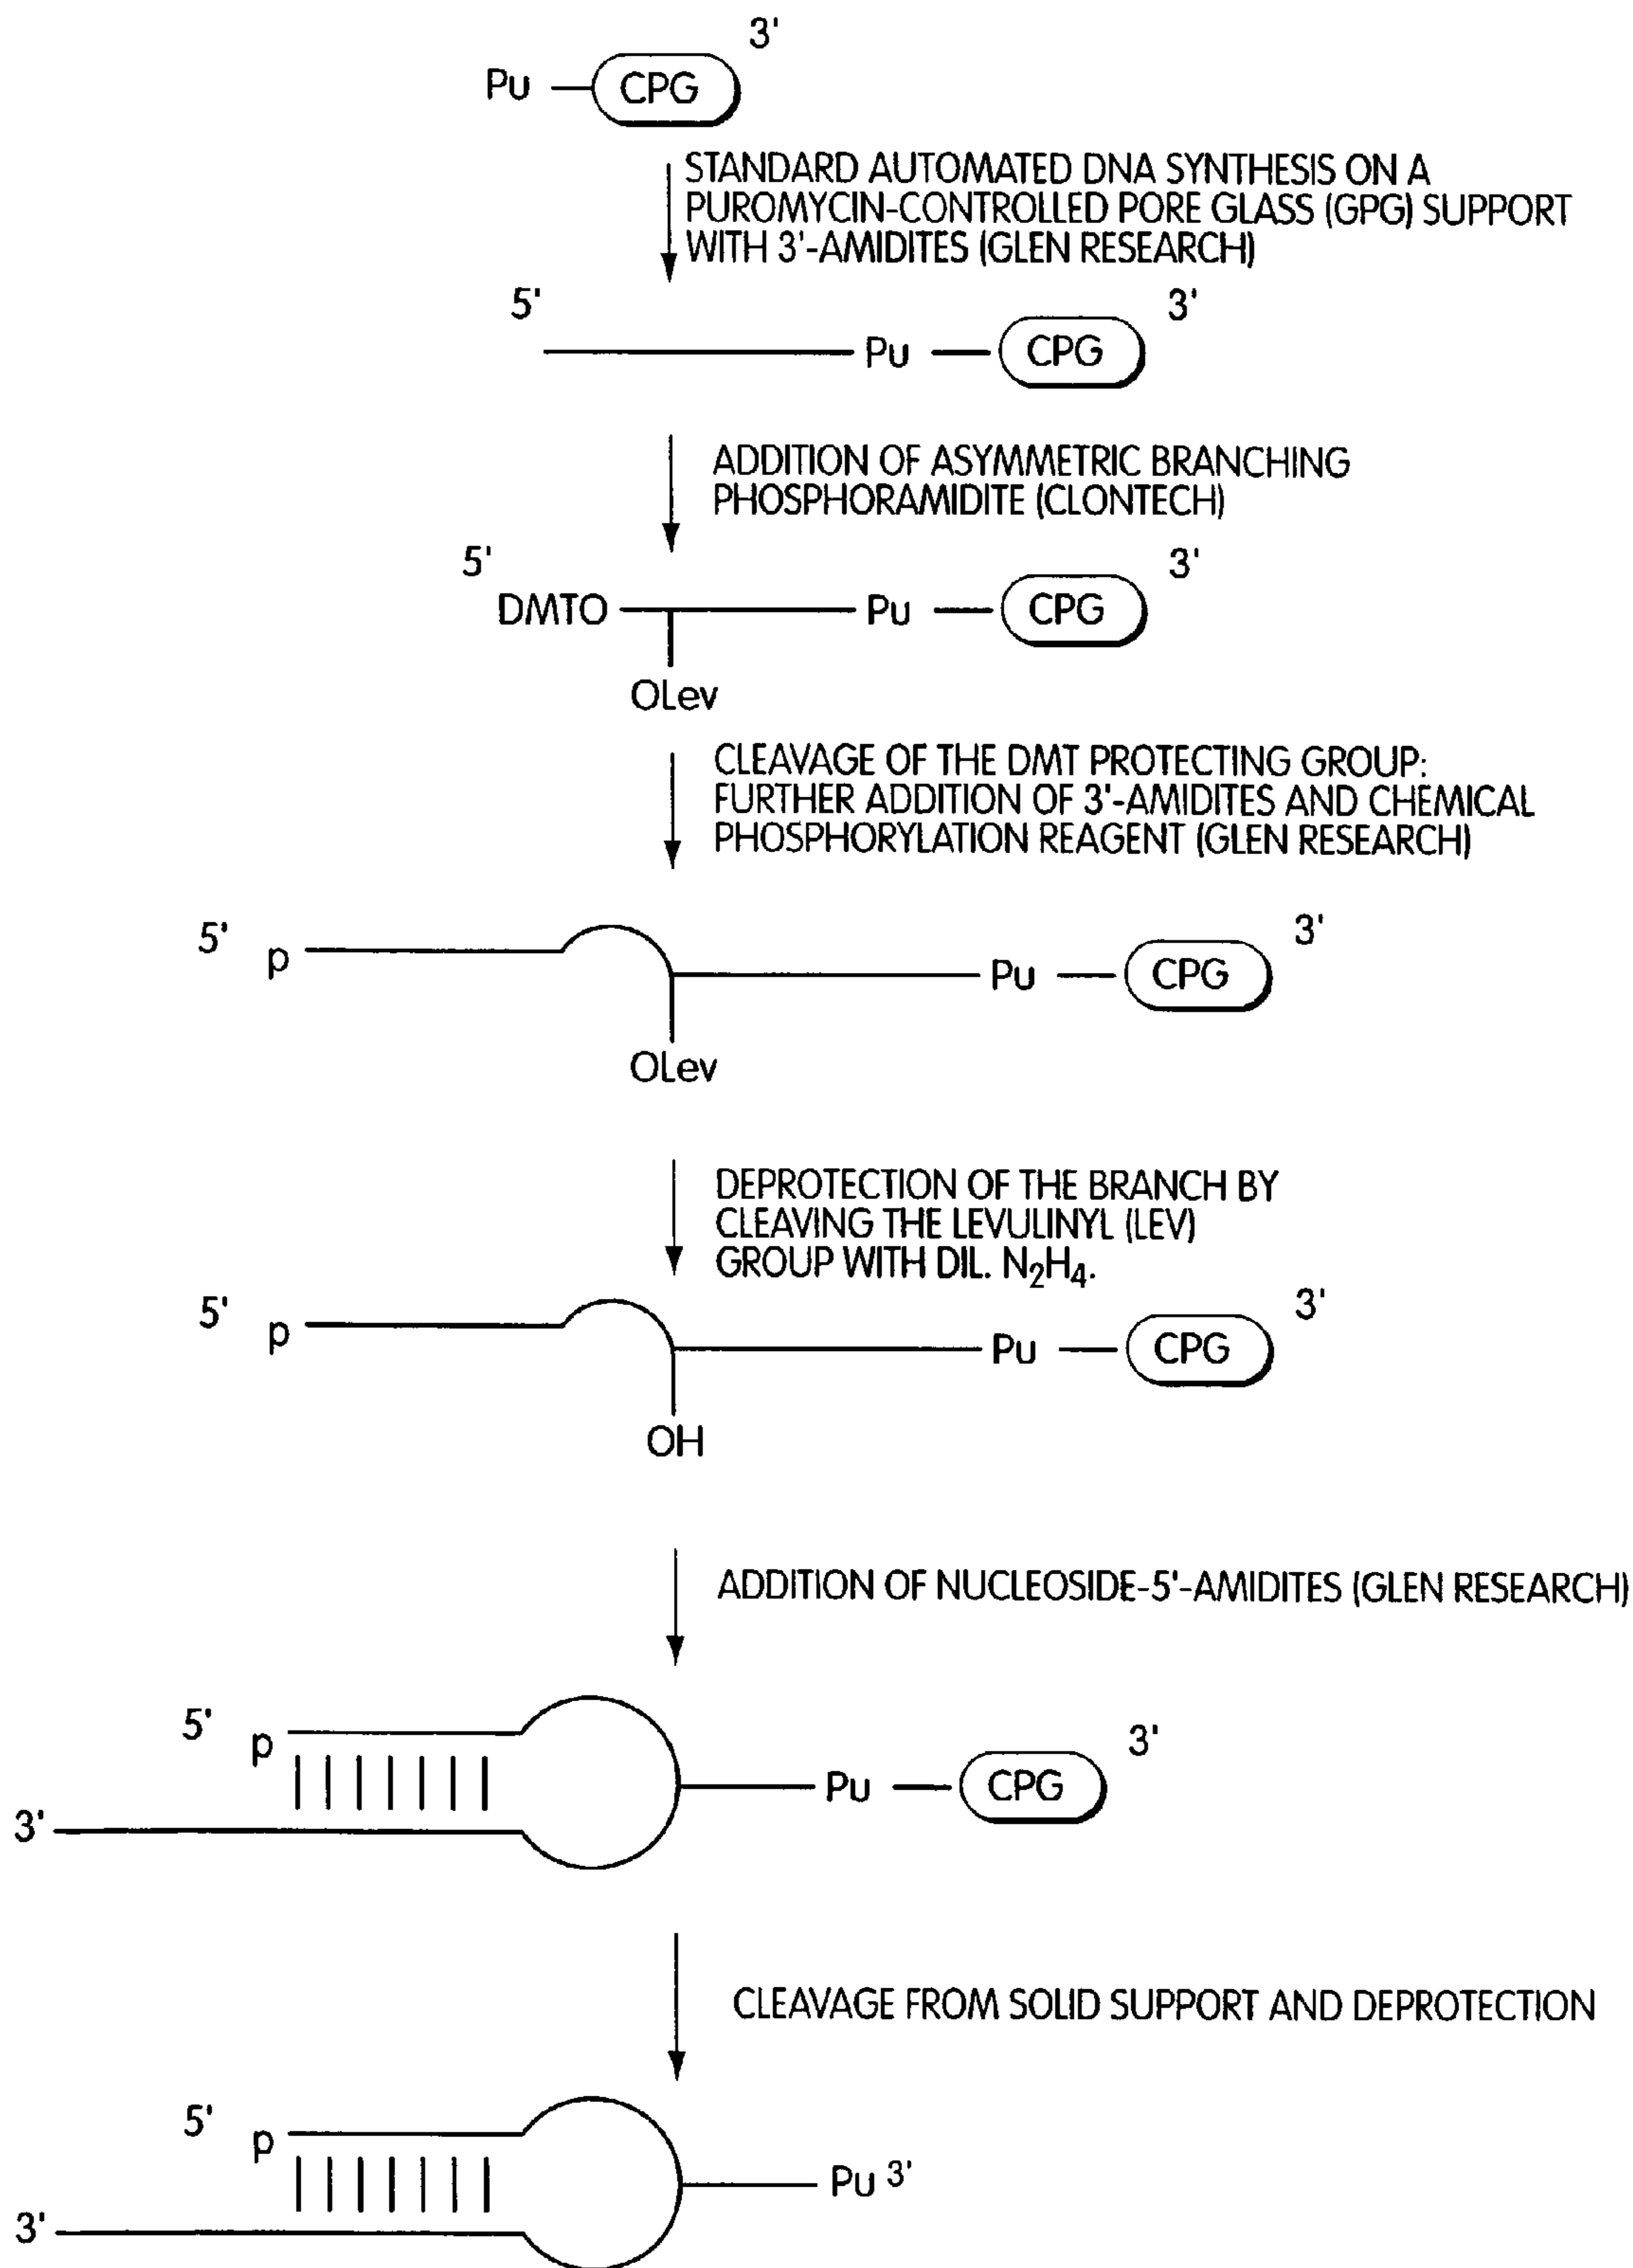 3'
Pu CPG
STANDARD AUTOMATED DNA SYNTHESIS ON A
PUROMYCIN-CONTROLLED PORE GLASS (GPG) SUPPORT
WITH 3'-AMIDITES (GLEN RESEARCH)
5' 3'
Pu CPG
ADDITION OF ASYMMETRIC BRANCHING
PHOSPHORAMIDITE (CLONTECH)
5' 3'
DMTO Pu CPG
OLev
CLEAVAGE OF THE DMT PROTECTING GROUP:
FURTHER ADDITION OF 3'-AMIDITES AND CHEMICAL
PHOSPHORYLATION REAGENT (GLEN RESEARCH)
5' 3'
p Pu CPG
OLev
DEPROTECTION OF THE BRANCH BY
CLEAVING THE LEVULINYL (LEV)
GROUP WITH DIL. N₂H₄.
5' 3'
p Pu CPG
OH
ADDITION OF NUCLEOSIDE-5'-AMIDITES (GLEN RESEARCH)
5' 3'
p
Pu CPG
3'
CLEAVAGE FROM SOLID SUPPORT AND DEPROTECTION
5'
p
Pu 3'
3'